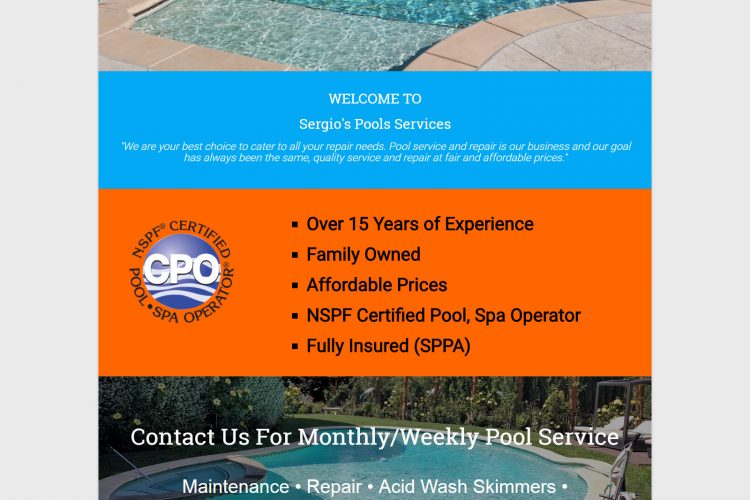 WELCOME TO
Sergio's Pools Services
"We are your best choice to cater to all your repair needs. Pool service and repair is our business and our goal
has always been the same, quality service and repair at fair and affordable prices."
NSPF® CERTIFIED
CPO
POOL • SPA OPERATOR®
▪ Over 15 Years of Experience
▪ Family Owned
▪ Affordable Prices
▪ NSPF Certified Pool, Spa Operator
▪ Fully Insured (SPPA)
Contact Us For Monthly/Weekly Pool Service
Maintenance • Repair • Acid Wash Skimmers •